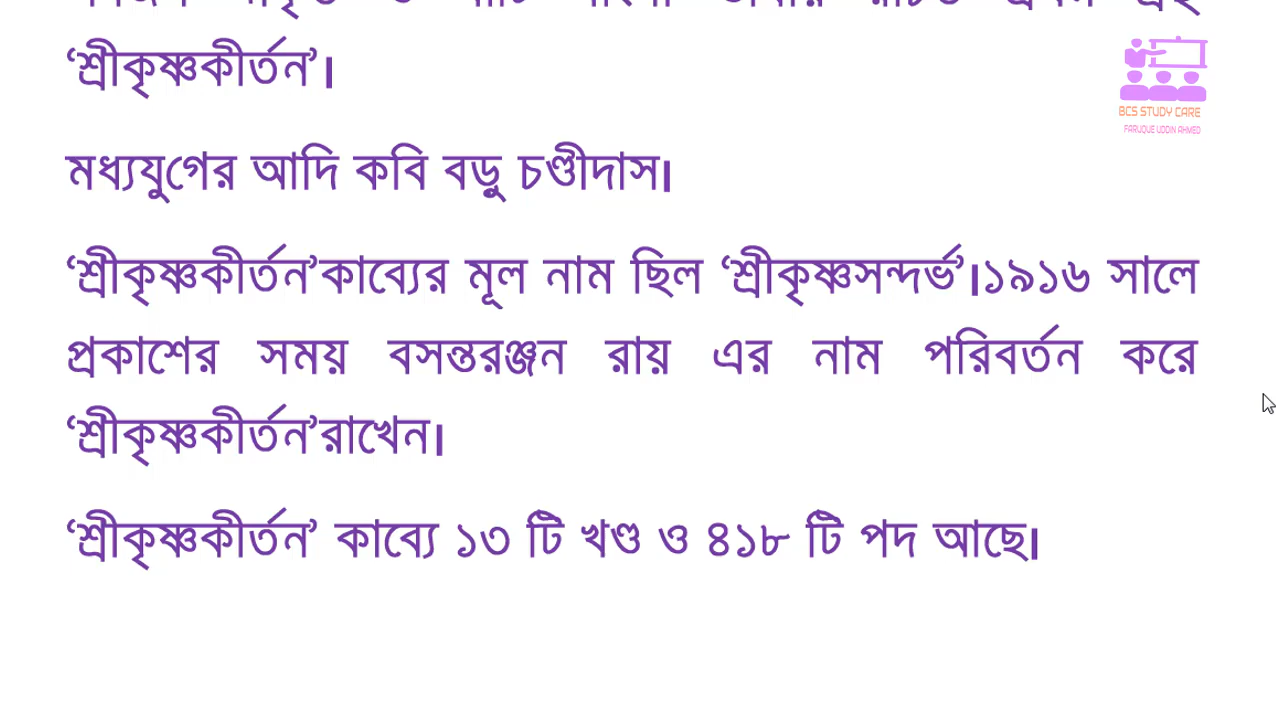 ‘শ্রীকৃষ্ণকীর্তন’।
BCS STUDY CARE
FARUQUE UDDIN AHMED
মধ্যযুগের আদি কবি বড়ু চণ্ডীদাস।
‘শ্রীকৃষ্ণকীর্তন’কাব্যের মূল নাম ছিল ‘শ্রীকৃষ্ণসন্দর্ভ’।১৯১৬ সালে
প্রকাশের সময় বসন্তরঞ্জন রায় এর নাম পরিবর্তন করে
‘শ্রীকৃষ্ণকীর্তন’রাখেন।
‘শ্রীকৃষ্ণকীর্তন’ কাব্যে ১৩ টি খণ্ড ও ৪১৮ টি পদ আছে।